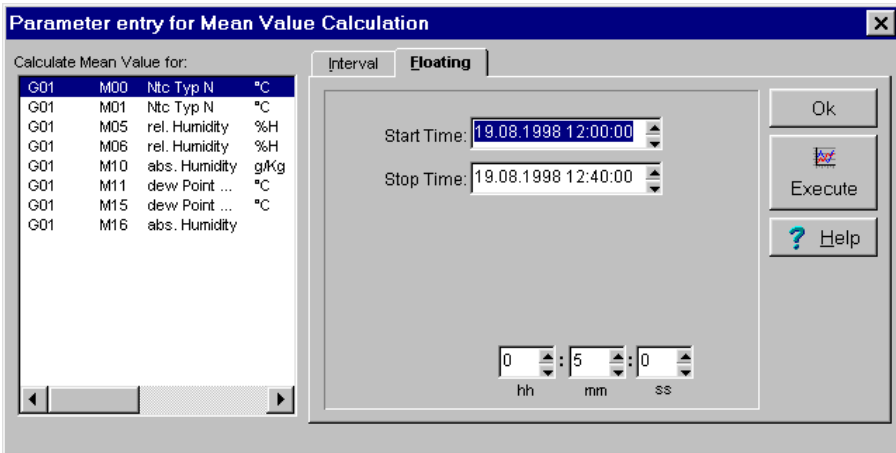 Parameter entry for Mean Value Calculation
Calculate Mean Value for:
G01 M00 Ntc Typ N °C
G01 M01 Ntc Typ N °C
G01 M05 rel. Humidity %H
G01 M06 rel. Humidity %H
G01 M10 abs. Humidity g/Kg
G01 M11 dew Point ... °C
G01 M15 dew Point ... °C
G01 M16 abs. Humidity
Interval Floating
Start Time: 19.08.1998 12:00:00
Stop Time: 19.08.1998 12:40:00
0 : 5 : 0
hh mm ss
Ok
Execute
? Help